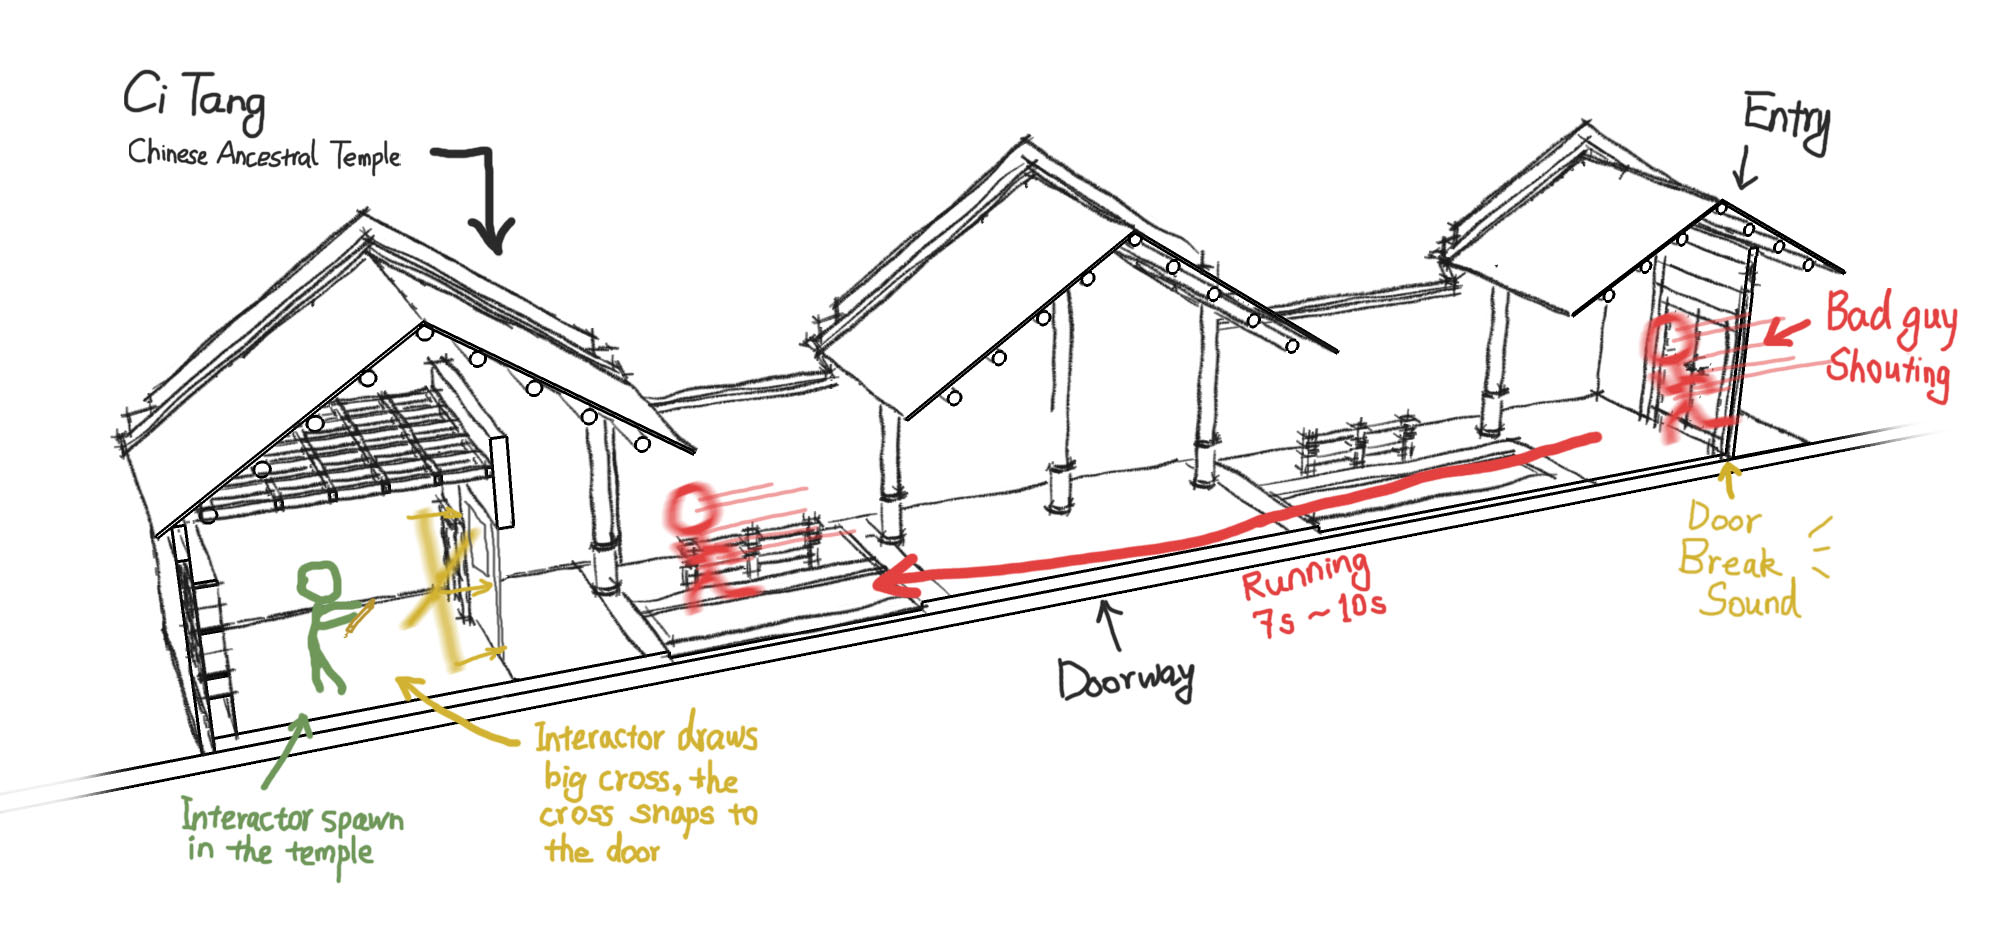 Ci Tang
Chinese Ancestral Temple
Entry
Bad guy
Shouting
Door
Break
Sound
Running
7s ~ 10s
Doorway
Interactor draws
big cross, the
cross snaps to
the door
Interactor spawn
in the temple